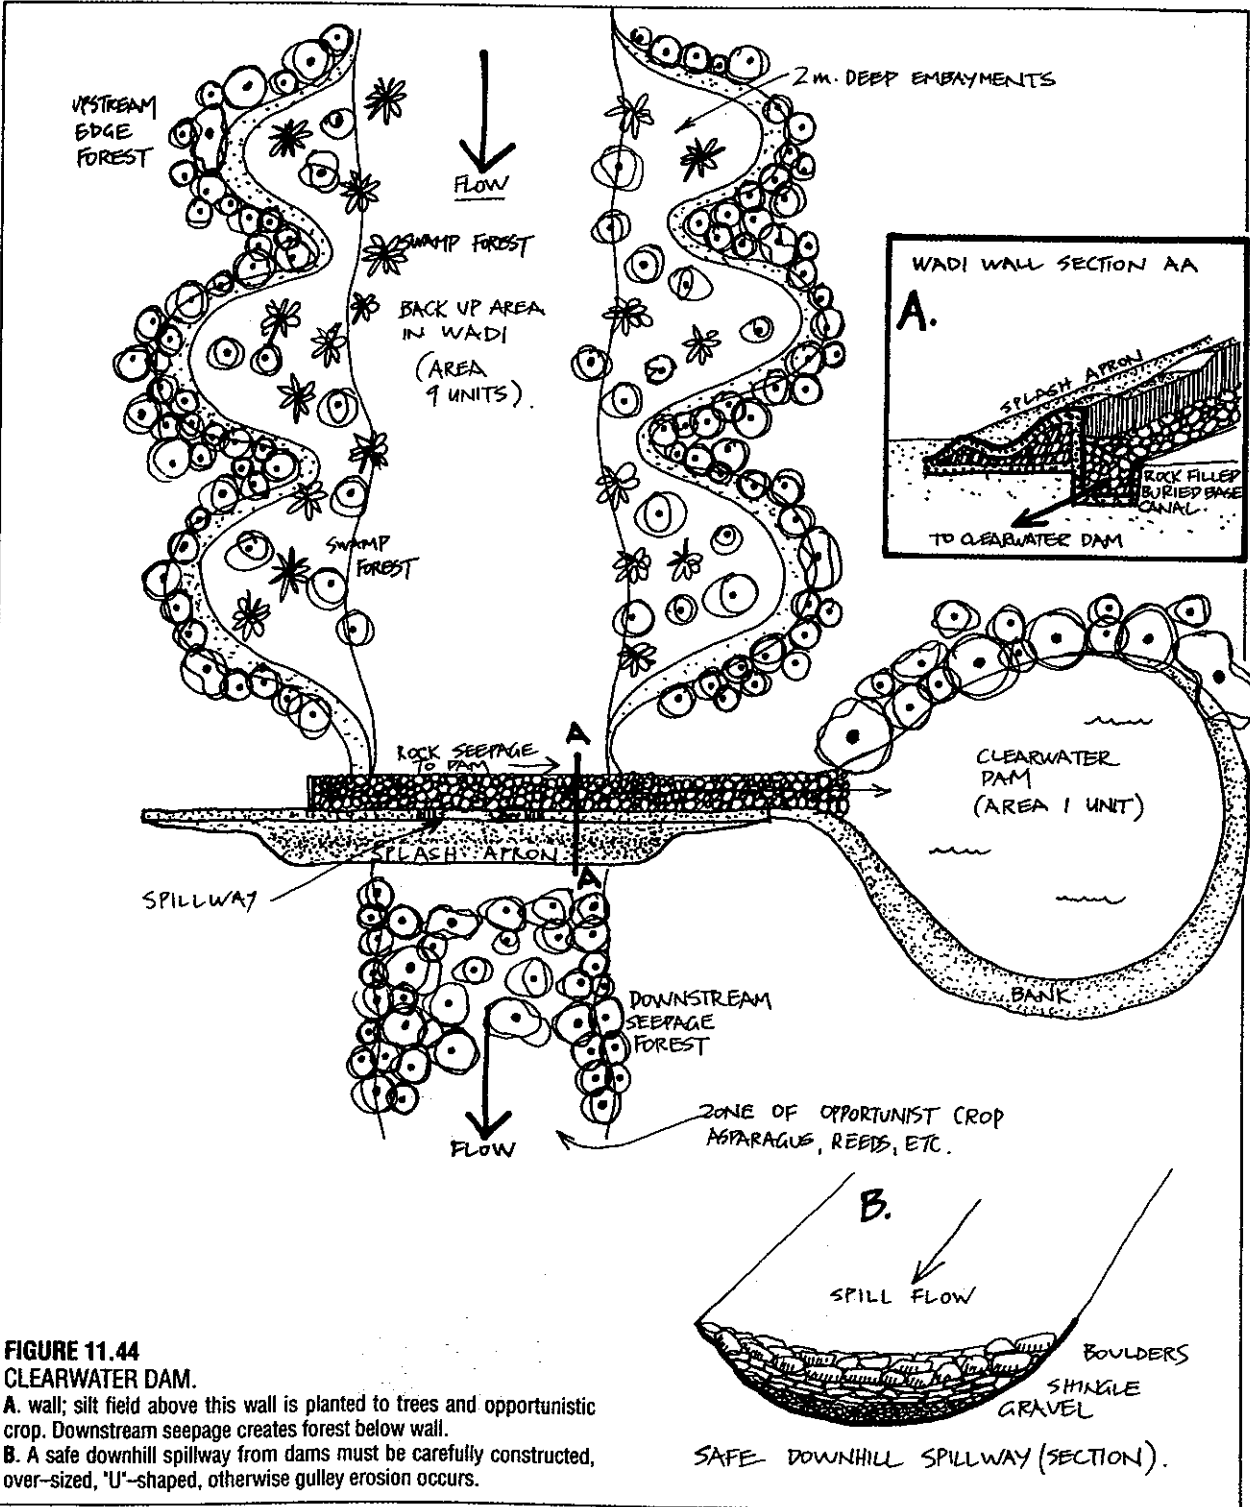 UPSTREAM
EDGE
FOREST
FLOW
2 m. DEEP EMBAYMENTS
SWAMP FOREST
BACK UP AREA
IN WADI
(AREA
9 UNITS).
WADI WALL SECTION AA
A.
SPLASH APRON
ROCK FILLED
BURIED BASE
CANAL.
TO CLEARWATER DAM
SWAMP
FOREST
ROCK SEEPAGE
TO DAM
A
CLEARWATER
DAM
(AREA 1 UNIT)
SPLASH APRON
A
SPILLWAY
BANK
DOWNSTREAM
SEEPAGE
FOREST
FLOW
ZONE OF OPPORTUNIST CROP
ASPARAGUS, REEDS, ETC.
B.
SPILL FLOW
BOULDERS
SHINGLE
GRAVEL
SAFE DOWNHILL SPILLWAY (SECTION).
FIGURE 11.44
CLEARWATER DAM.
A. wall; silt field above this wall is planted to trees and opportunistic
crop. Downstream seepage creates forest below wall.
B. A safe downhill spillway from dams must be carefully constructed,
over-sized, "U"-shaped, otherwise gulley erosion occurs.